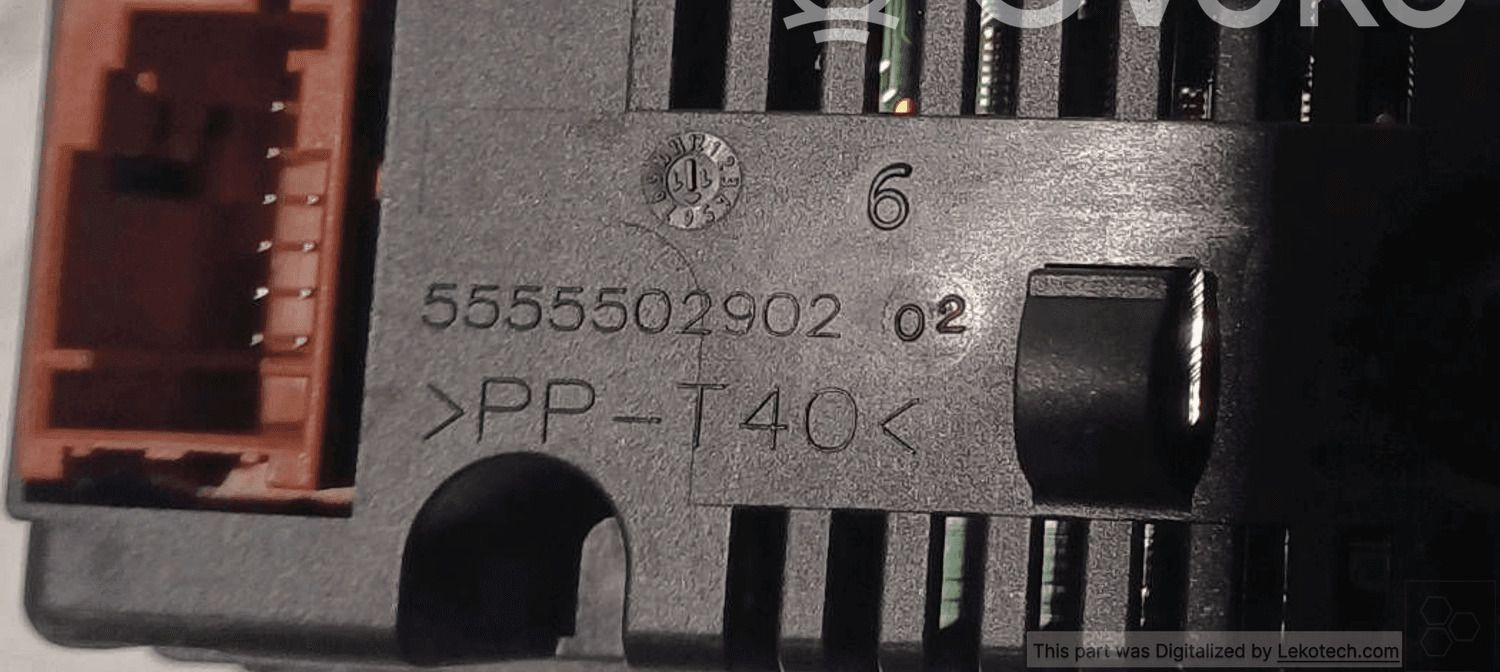 6
5555502902 02
>PP-T40<
This part was Digitalized by Lekotech.com